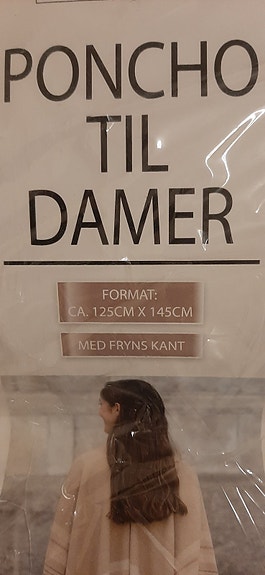 PONCHO
TIL
DAMER
FORMAT:
CA. 125CM X 145CM
MED FRYNS KANT